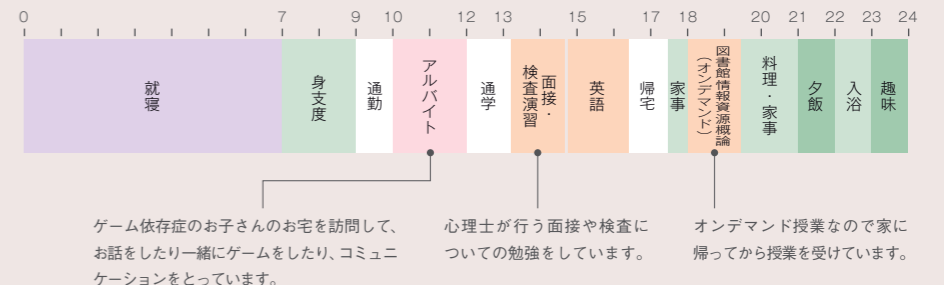 0 7 9 10 12 13 15 17 18 20 21 22 23 24
就寝
身支度
通勤
アルバイト
通学
面接・
検査演習
英語
帰宅
家事
図書館情報資源概論
（オンデマンド）
料理・家事
夕飯
入浴
趣味
ゲーム依存症のお子さんのお宅を訪問して、
お話をしたり一緒にゲームをしたり、コミュニ
ケーションをとっています。
心理士が行う面接や検査に
ついての勉強をしています。
オンデマンド授業なので家に
帰ってから授業を受けています。